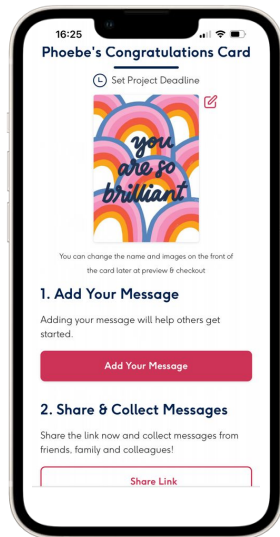 16:25
Phoebe's Congratulations Card
Set Project Deadline
you
are so
brilliant
You can change the name and images on the front of
the card later at preview & checkout
1. Add Your Message
Adding your message will help others get
started.
Add Your Message
2. Share & Collect Messages
Share the link now and collect messages from
friends, family and colleagues!
Share Link